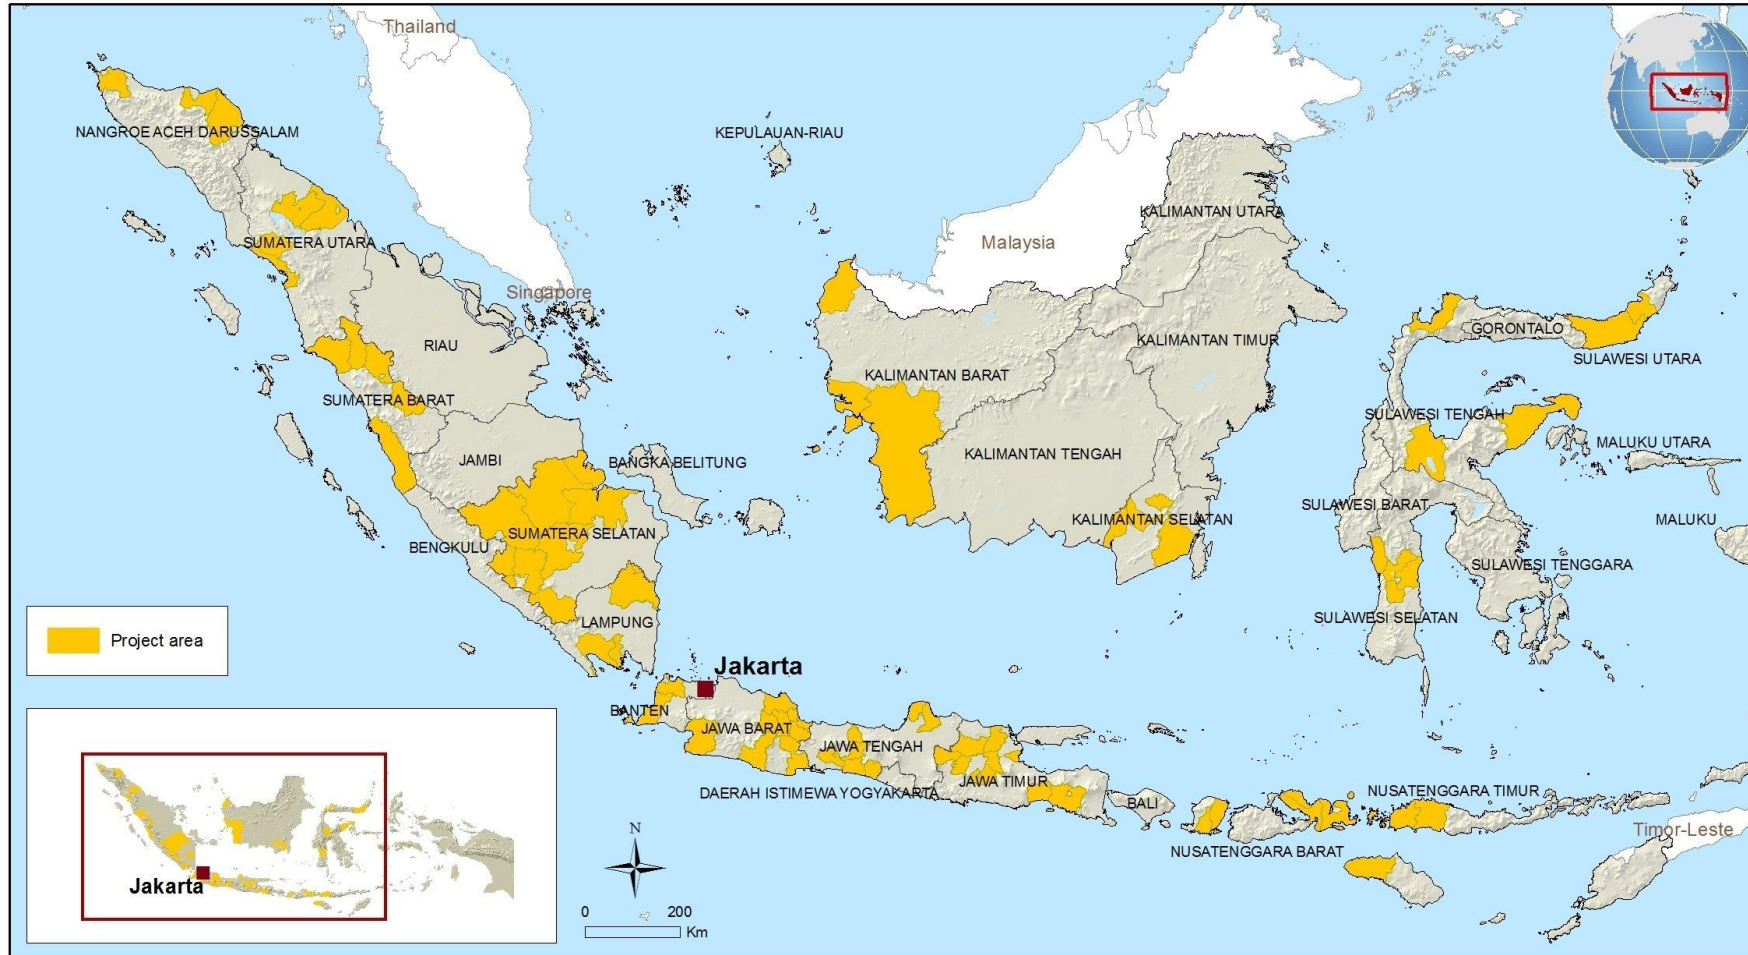 Thailand
NANGROE ACEH DARUSSALAM
KEPULAUAN-RIAU
KALIMANTAN UTARA
SUMATERA UTARA
Malaysia
Singapore
RIAU
KALIMANTAN TIMUR
GORONTALO
SULAWESI UTARA
KALIMANTAN BARAT
SUMATERA BARAT
SULAWESI TENGAH
MALUKU UTARA
JAMBI
BANGKA BELITUNG
KALIMANTAN TENGAH
SULAWESI BARAT
MALUKU
KALIMANTAN SELATAN
SUMATERA SELATAN
BENGKULU
SULAWESI TENGGARA
LAMPUNG
SULAWESI SELATAN
Project area
Jakarta
BANTEN
JAWA BARAT
JAWA TENGAH
JAWA TIMUR
DAERAH ISTIMEWA YOGYAKARTA
BALI
NUSATENGGARA TIMUR
Timor-Leste
NUSATENGGARA BARAT
N
Jakarta
0 200
Km